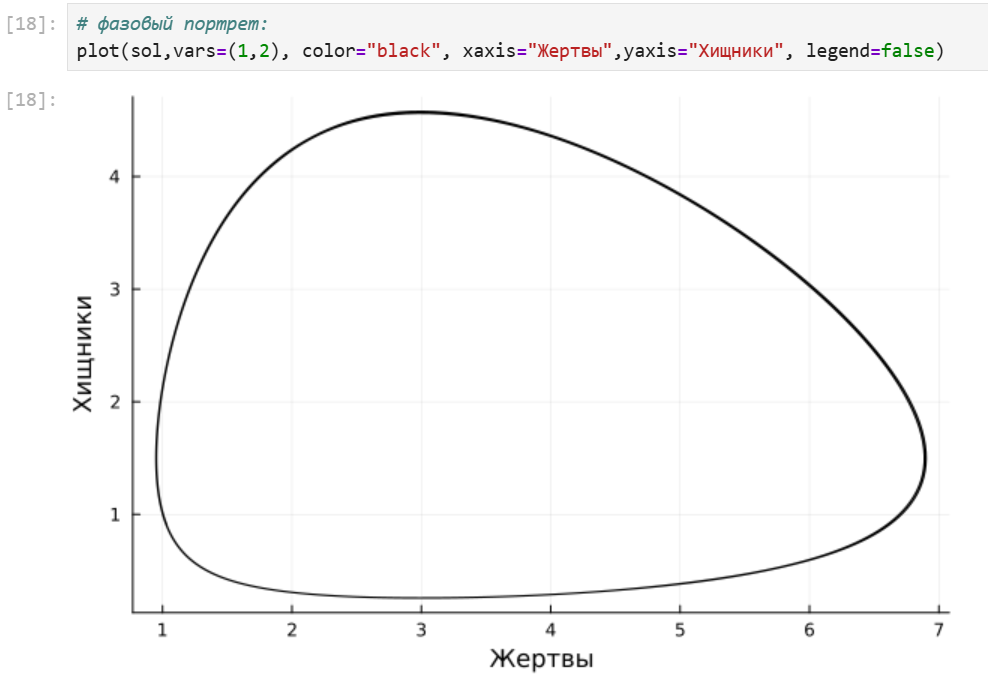 [18]: # фазовый портрет:
plot(sol,vars=(1,2), color="black", xaxis="Жертвы",yaxis="Хищники", legend=false)
[18]:
4
3
2
1
Хищники
1 2 3 4 5 6 7
Жертвы